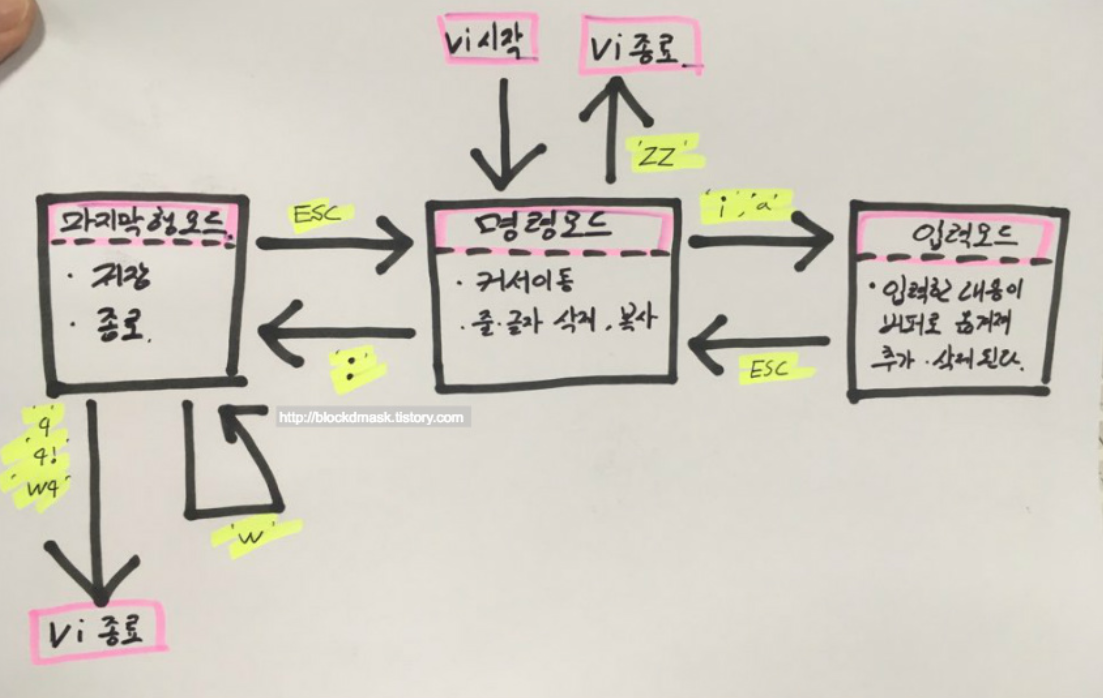 Vi 시작
Vi 종료
'ZZ'
마지막행모드
· 저장
· 종료.
ESC
:
명령모드
· 커서이동
· 줄·글자 삭제, 복사
'i', 'a'
ESC
입력모드
· 입력한 내용이
버퍼로 옮겨져
추가·삭제된다.
'q'
'q!'
'wq'
'w'
http://blockdmask.tistory.com
Vi 종료